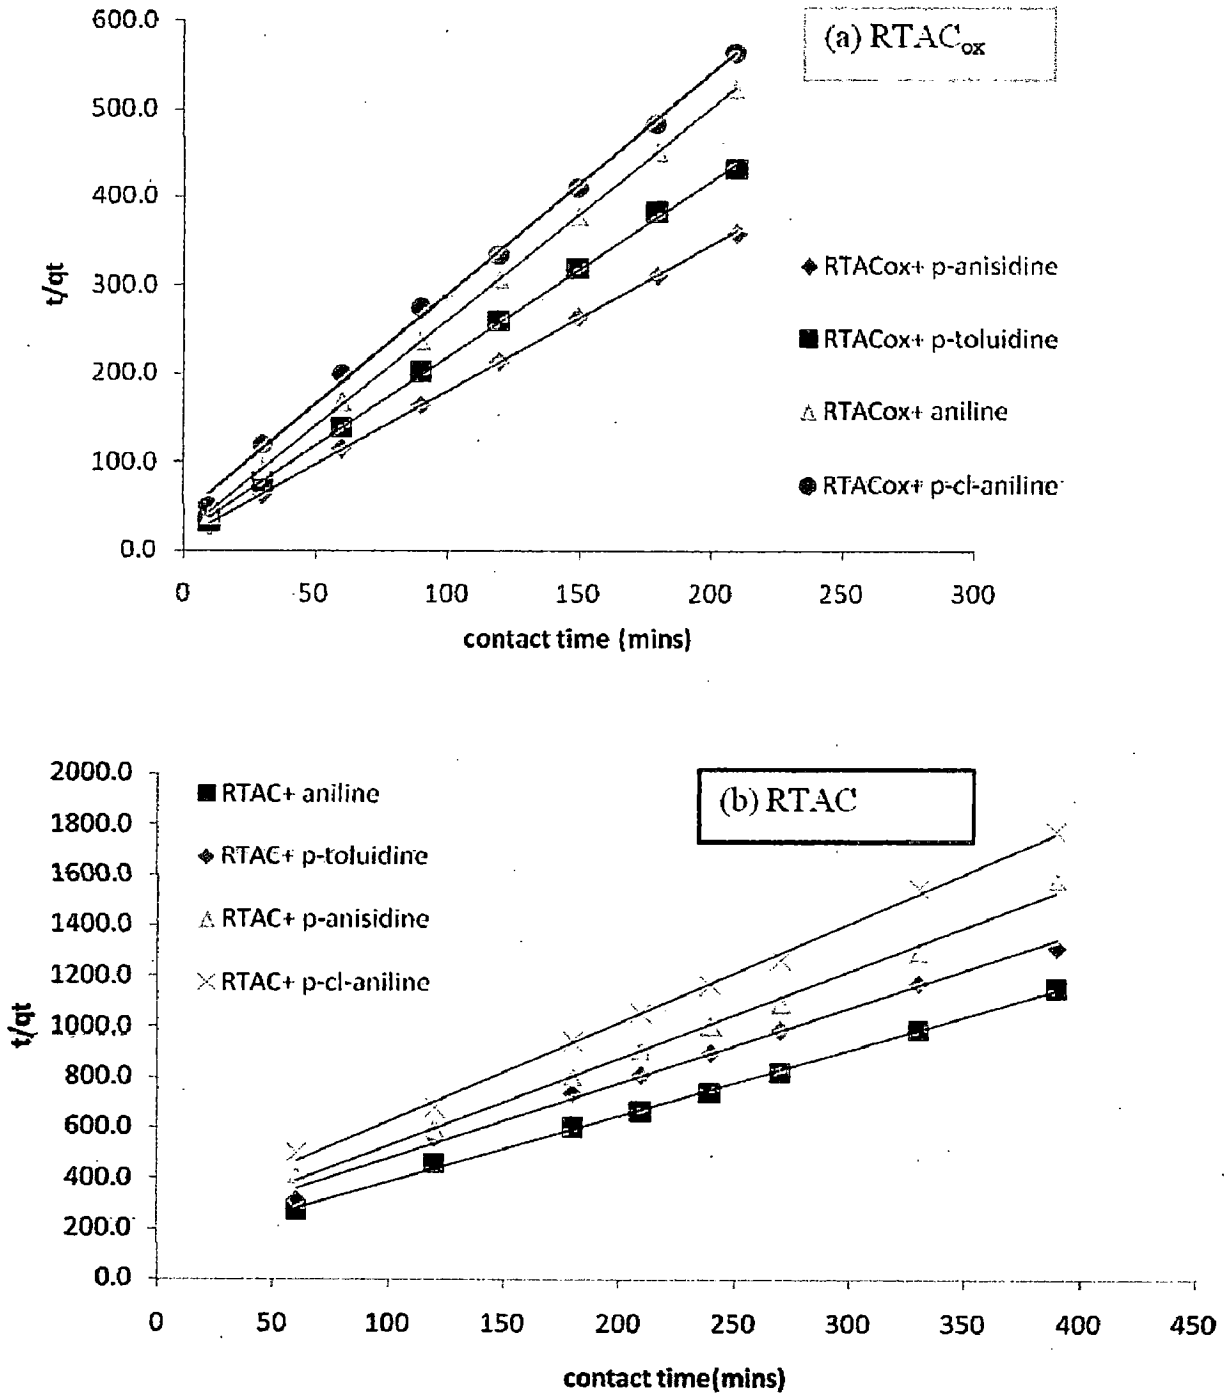 600.0
500.0
400.0
300.0
200.0
100.0
0.0
t/qt
0 50 100 150 200 250 300
contact time (mins)
(a) RTACox
RTACox+ p-anisidine
RTACox+ p-toluidine
RTACox+ aniline
RTACox+ p-cl-aniline
2000.0
1800.0
1600.0
1400.0
1200.0
1000.0
800.0
600.0
400.0
200.0
0.0
t/qt
0 50 100 150 200 250 300 350 400 450
contact time(mins)
RTAC+ aniline
RTAC+ p-toluidine
RTAC+ p-anisidine
RTAC+ p-cl-aniline
(b) RTAC